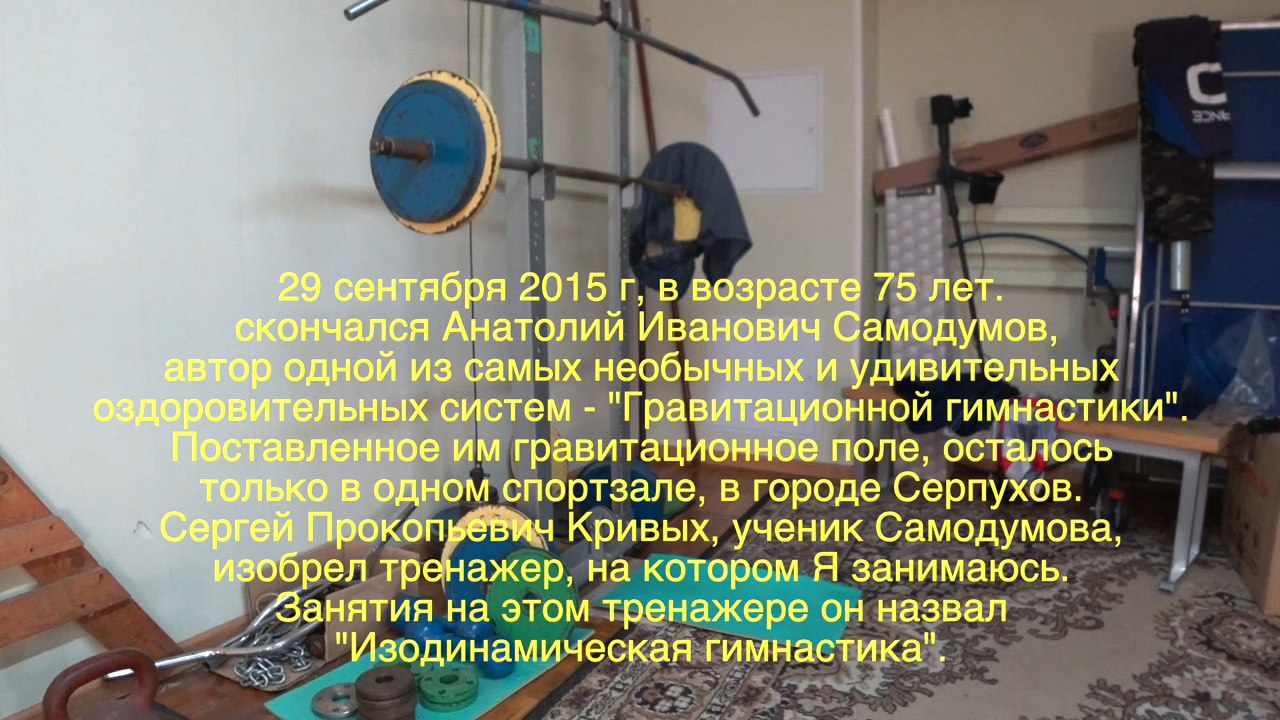 29 сентября 2015 г, в возрасте 75 лет.
скончался Анатолий Иванович Самодумов,
автор одной из самых необычных и удивительных
оздоровительных систем - "Гравитационной гимнастики".
Поставленное им гравитационное поле, осталось
только в одном спортзале, в городе Серпухов.
Сергей Прокопьевич Кривых, ученик Самодумова,
изобрел тренажер, на котором Я занимаюсь.
Занятия на этом тренажере он назвал
"Изодинамическая гимнастика".